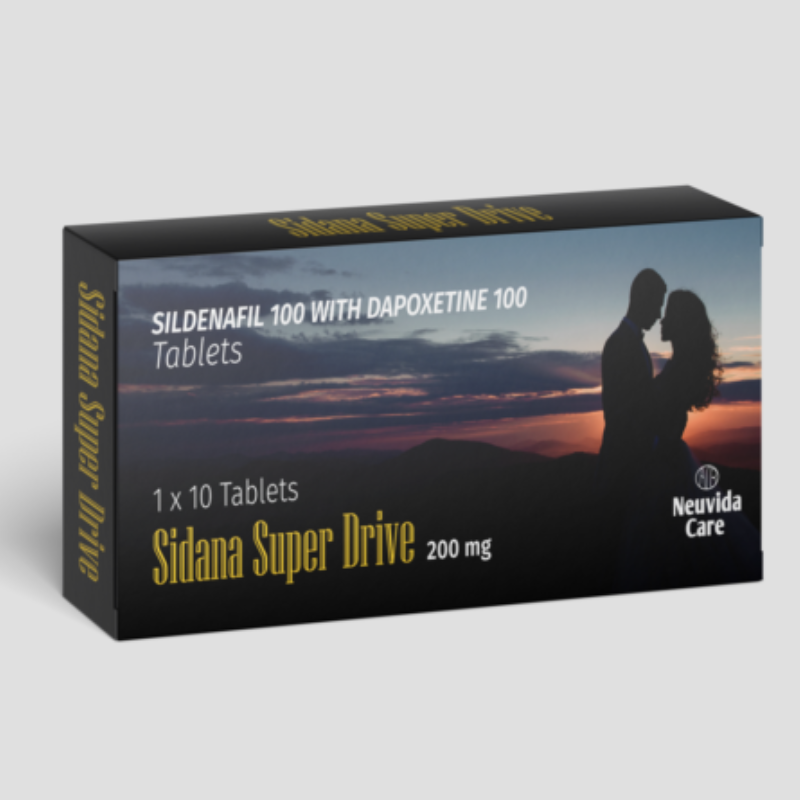 Sidana Super Drive
Sidana Super Drive
SILDENAFIL 100 WITH DAPOXETINE 100
Tablets
1 x 10 Tablets
Sidana Super Drive 200 mg
Neuvida
Care